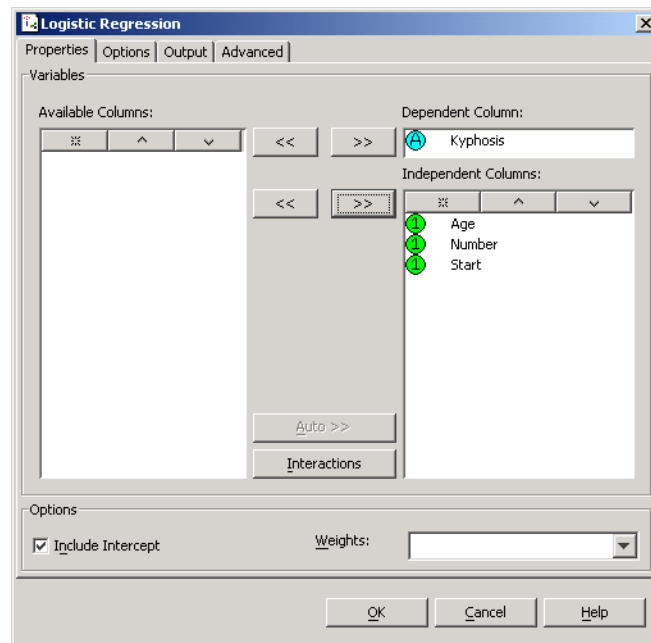 Logistic Regression
Properties Options Output Advanced
Variables
Available Columns:
Dependent Column:
<< >>
A Kyphosis
Independent Columns:
<< >>
1 Age
1 Number
1 Start
Auto >>
Interactions
Options
Include Intercept
Weights:
OK Cancel Help